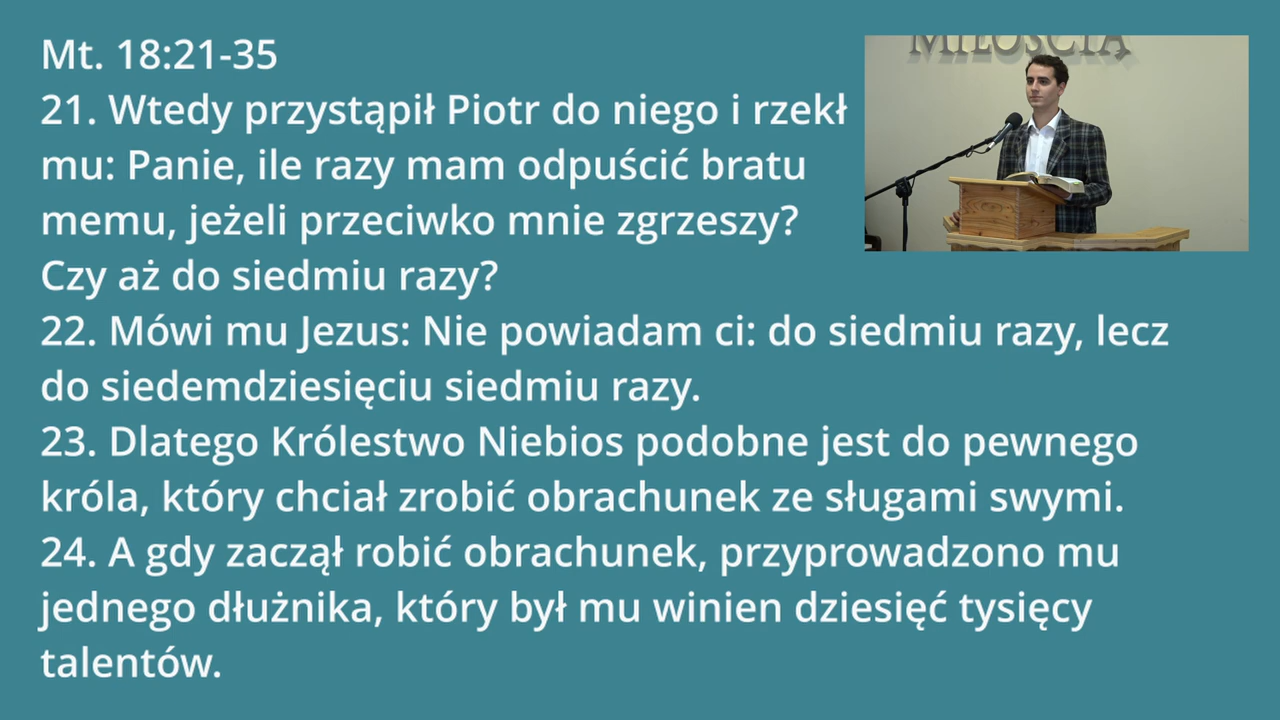 Mt. 18:21-35
21. Wtedy przystąpił Piotr do niego i rzekł
mu: Panie, ile razy mam odpuścić bratu
memu, jeżeli przeciwko mnie zgrzeszy?
Czy aż do siedmiu razy?
22. Mówi mu Jezus: Nie powiadam ci: do siedmiu razy, lecz
do siedemdziesięciu siedmiu razy.
23. Dlatego Królestwo Niebios podobne jest do pewnego
króla, który chciał zrobić obrachunek ze sługami swymi.
24. A gdy zaczął robić obrachunek, przyprowadzono mu
jednego dłużnika, który był mu winien dziesięć tysięcy
talentów.
MIŁOŚCIĄ